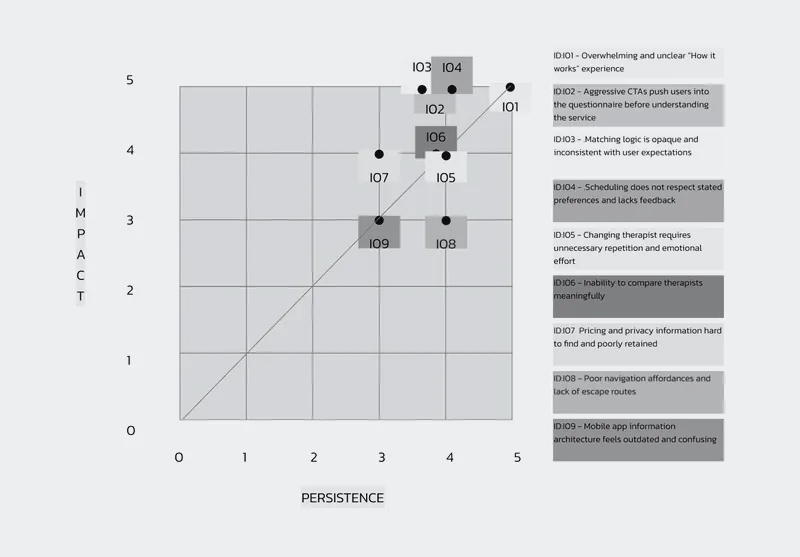 5
4
3
2
1
0
0
1
2
3
4
5
I
M
P
A
C
T
PERSISTENCE
I03
I04
I02
I01
I06
I07
I05
I09
I08
ID:I01 - Overwhelming and unclear "How it
works" experience
ID:I02 - Aggressive CTAs push users into
the questionnaire before understanding
the service
ID:I03 - .Matching logic is opaque and
inconsistent with user expectations
ID:I04 - .Scheduling does not respect stated
preferences and lacks feedback
ID:I05 - Changing therapist requires
unnecessary repetition and emotional
effort
ID:I06 - Inability to compare therapists
meaningfully
ID:I07 Pricing and privacy information hard
to find and poorly retained
ID:I08 - Poor navigation affordances and
lack of escape routes
ID:I09 - Mobile app information
architecture feels outdated and confusing